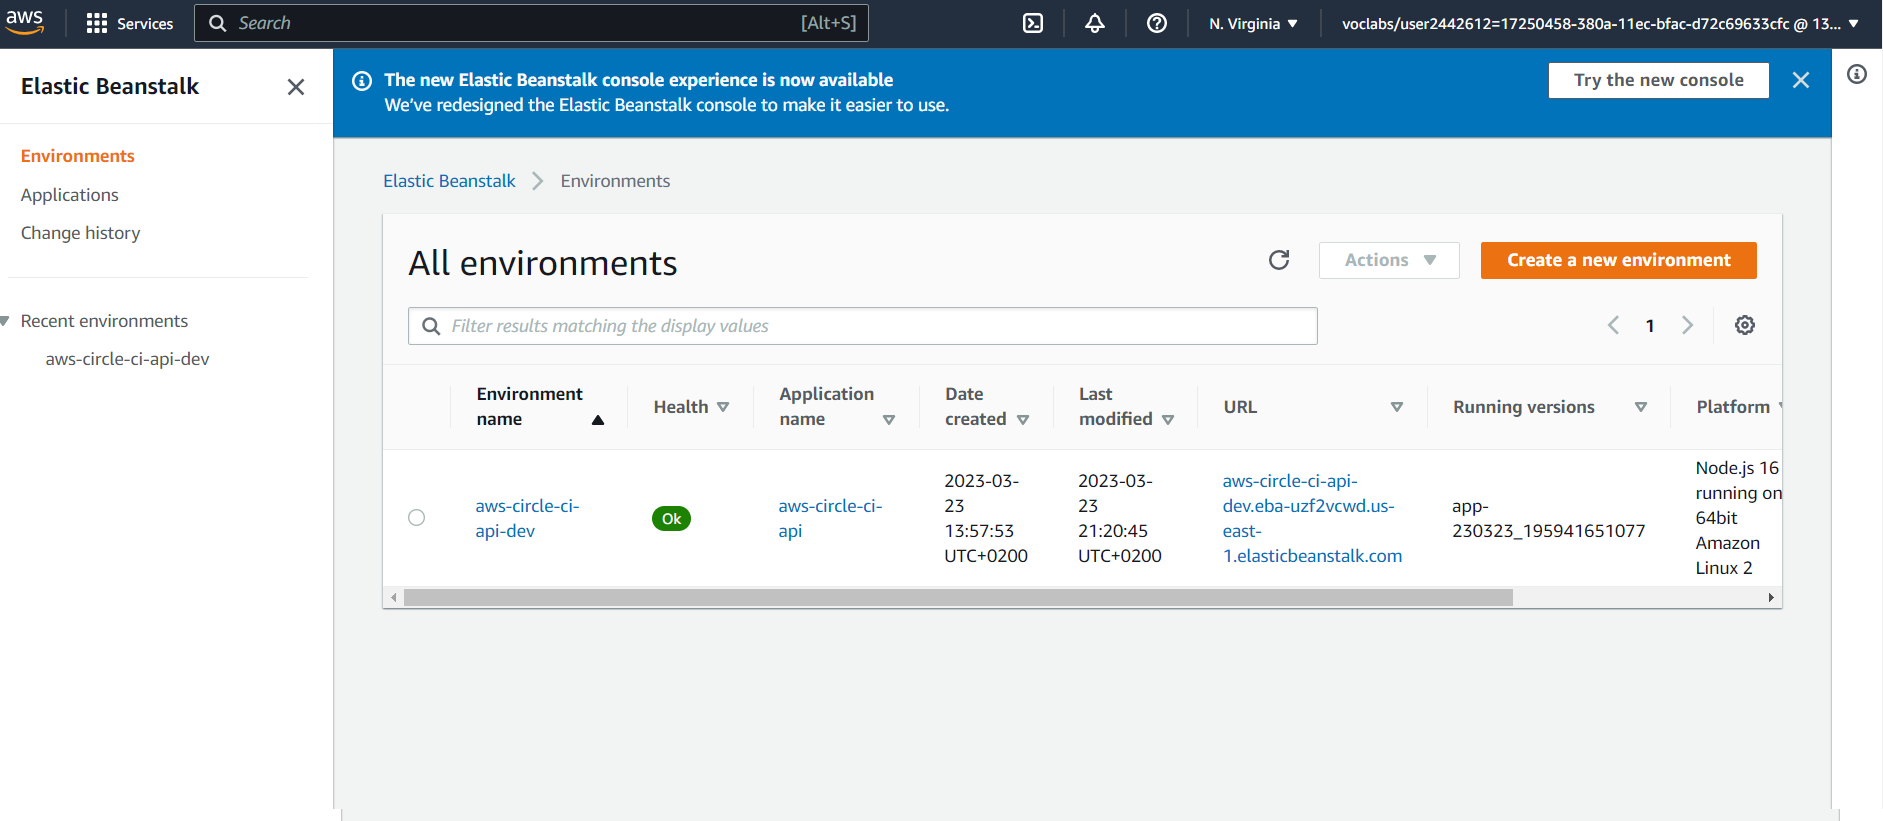 aws
Services
Search
[Alt+S]
N. Virginia
voclabs/user2442612=17250458-380a-11ec-bfac-d72c69633cfc @ 13...
Elastic Beanstalk
Environments
Applications
Change history
Recent environments
aws-circle-ci-api-dev
The new Elastic Beanstalk console experience is now available
We've redesigned the Elastic Beanstalk console to make it easier to use.
Try the new console
Elastic Beanstalk
Environments
All environments
Actions
Create a new environment
Filter results matching the display values
1
Environment
name
Health
Application
name
Date
created
Last
modified
URL
Running versions
Platform
aws-circle-ci-
api-dev
Ok
aws-circle-ci-
api
2023-03-
23
13:57:53
UTC+0200
2023-03-
23
21:20:45
UTC+0200
aws-circle-ci-api-
dev.eba-uzf2vcwd.us-
east-
1.elasticbeanstalk.com
app-
230323_195941651077
Node.js 16
running on
64bit
Amazon
Linux 2